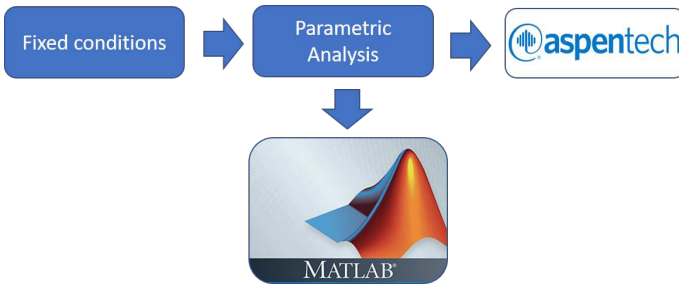 Fixed conditions
Parametric
Analysis
aspentech
MATLAB®